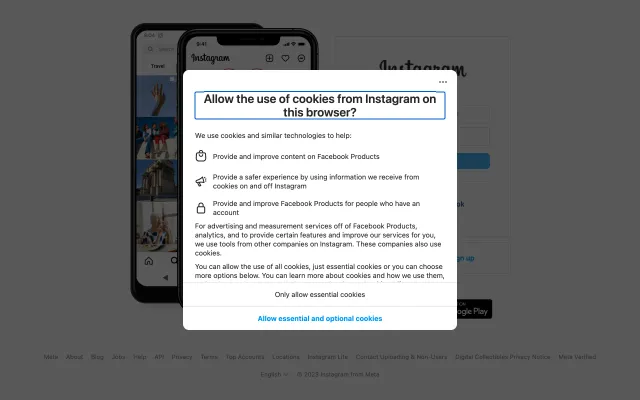 9:41
Instagram
Search
Travel
Instagram
Allow the use of cookies from Instagram on
this browser?
We use cookies and similar technologies to help:
Provide and improve content on Facebook Products
Provide a safer experience by using information we receive from
cookies on and off Instagram
Provide and improve Facebook Products for people who have an
account
For advertising and measurement services off of Facebook Products,
analytics, and to provide certain features and improve our services for you,
we use tools from other companies on Instagram. These companies also use
cookies.
You can allow the use of all cookies, just essential cookies or you can choose
more options below. You can learn more about cookies and how we use them,
Only allow essential cookies
Allow essential and optional cookies
Google Play
Meta About Blog Jobs Help API Privacy Terms Top Accounts Locations Instagram Lite Contact Uploading & Non-Users Digital Collectibles Privacy Notice Meta Verified
English © 2023 Instagram from Meta